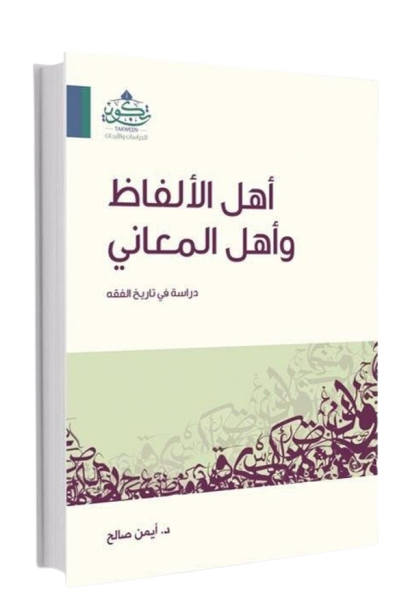 تكوين
TAKWEEN
للدراسات والأبحاث
أهل الألفاظ
وأهل المعاني
دراسة في تاريخ الفقه
د. أيمن صالح